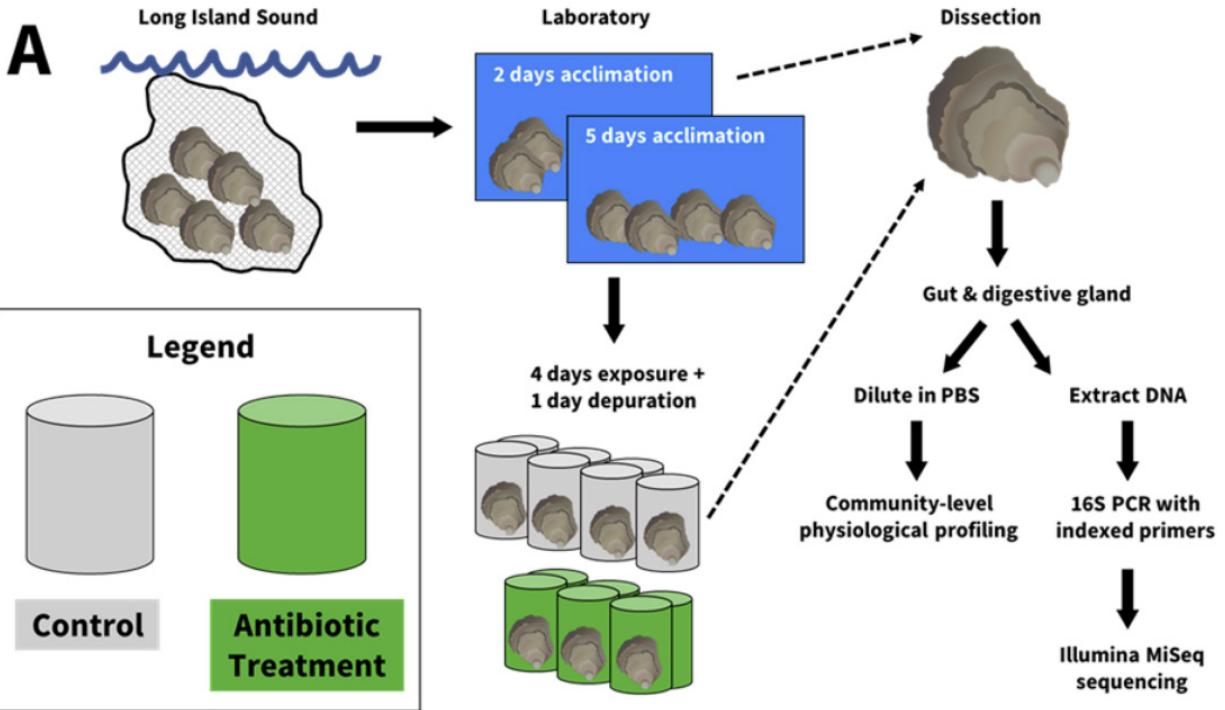 A
Long Island Sound
Laboratory
Dissection
2 days acclimation
5 days acclimation
Gut & digestive gland
Legend
4 days exposure +
1 day depuration
Dilute in PBS
Extract DNA
Community-level
physiological profiling
16S PCR with
indexed primers
Control
Antibiotic
Treatment
Illumina MiSeq
sequencing